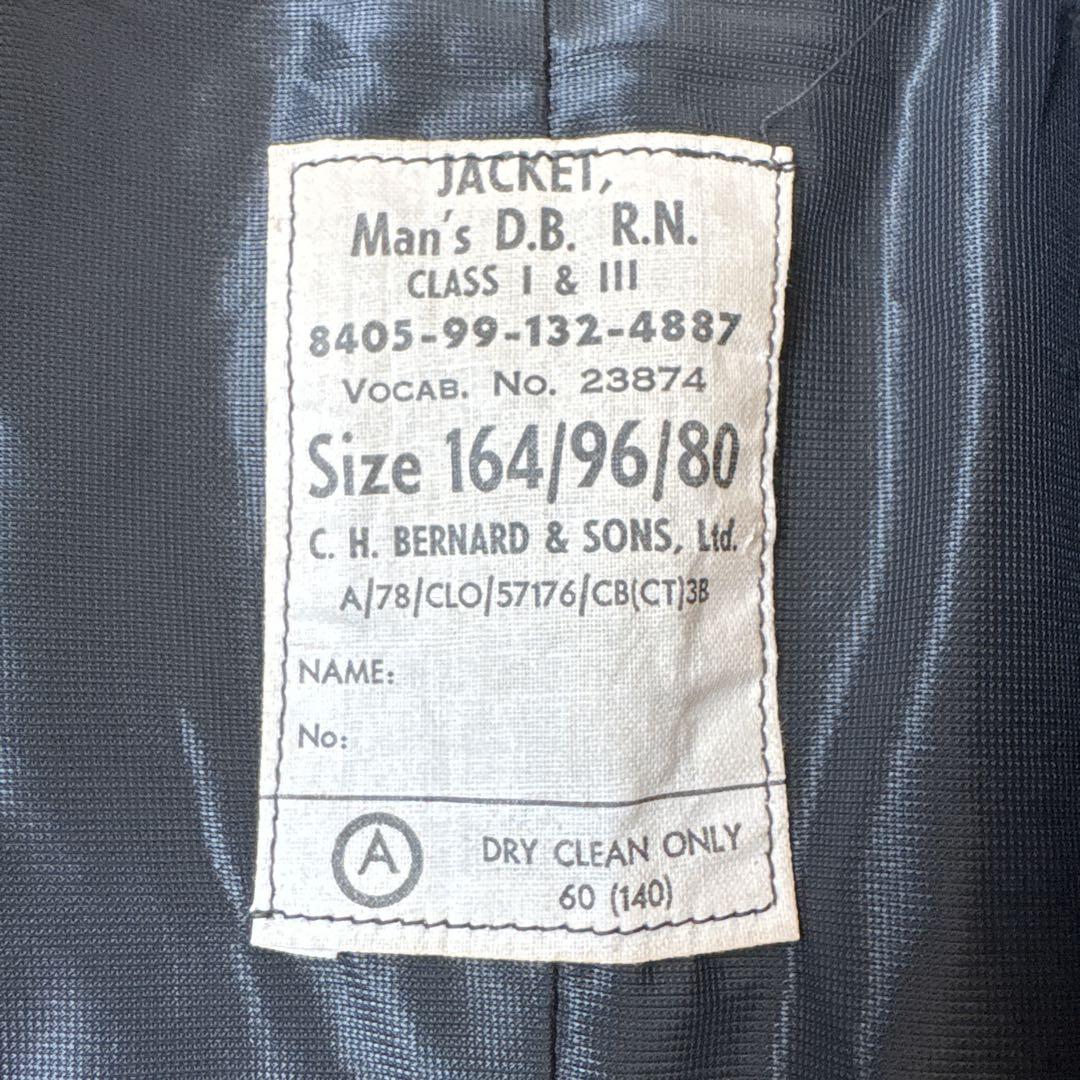 JACKET,
Man's D.B. R.N.
CLASS I & III
8405-99-132-4887
VOCAB. No. 23874
Size 164/96/80
C. H. BERNARD & SONS, Ltd.
A/78/CLO/57176/CB(CT)3B
NAME:
No:
A
DRY CLEAN ONLY
60 (140)